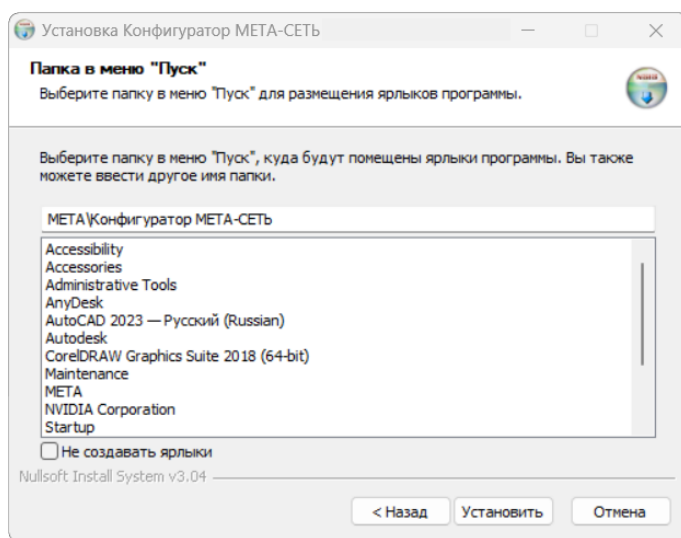 Установка Конфигуратор МЕТА-СЕТЬ
Папка в меню "Пуск"
Выберите папку в меню "Пуск" для размещения ярлыков программы.
Выберите папку в меню "Пуск", куда будут помещены ярлыки программы. Вы также
можете ввести другое имя папки.
МЕТА\Конфигуратор МЕТА-СЕТЬ
Accessibility
Accessories
Administrative Tools
AnyDesk
AutoCAD 2023 — Русский (Russian)
Autodesk
CorelDRAW Graphics Suite 2018 (64-bit)
Maintenance
META
NVIDIA Corporation
Startup
Не создавать ярлыки
Nullsoft Install System v3.04
< Назад Установить Отмена